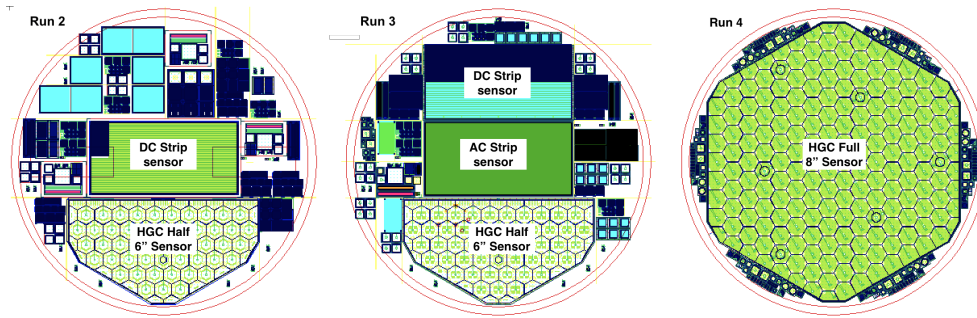 Run 2
DC Strip
sensor
HGC Half
6” Sensor
Run 3
DC Strip
sensor
AC Strip
sensor
HGC Half
6” Sensor
Run 4
HGC Full
8” Sensor